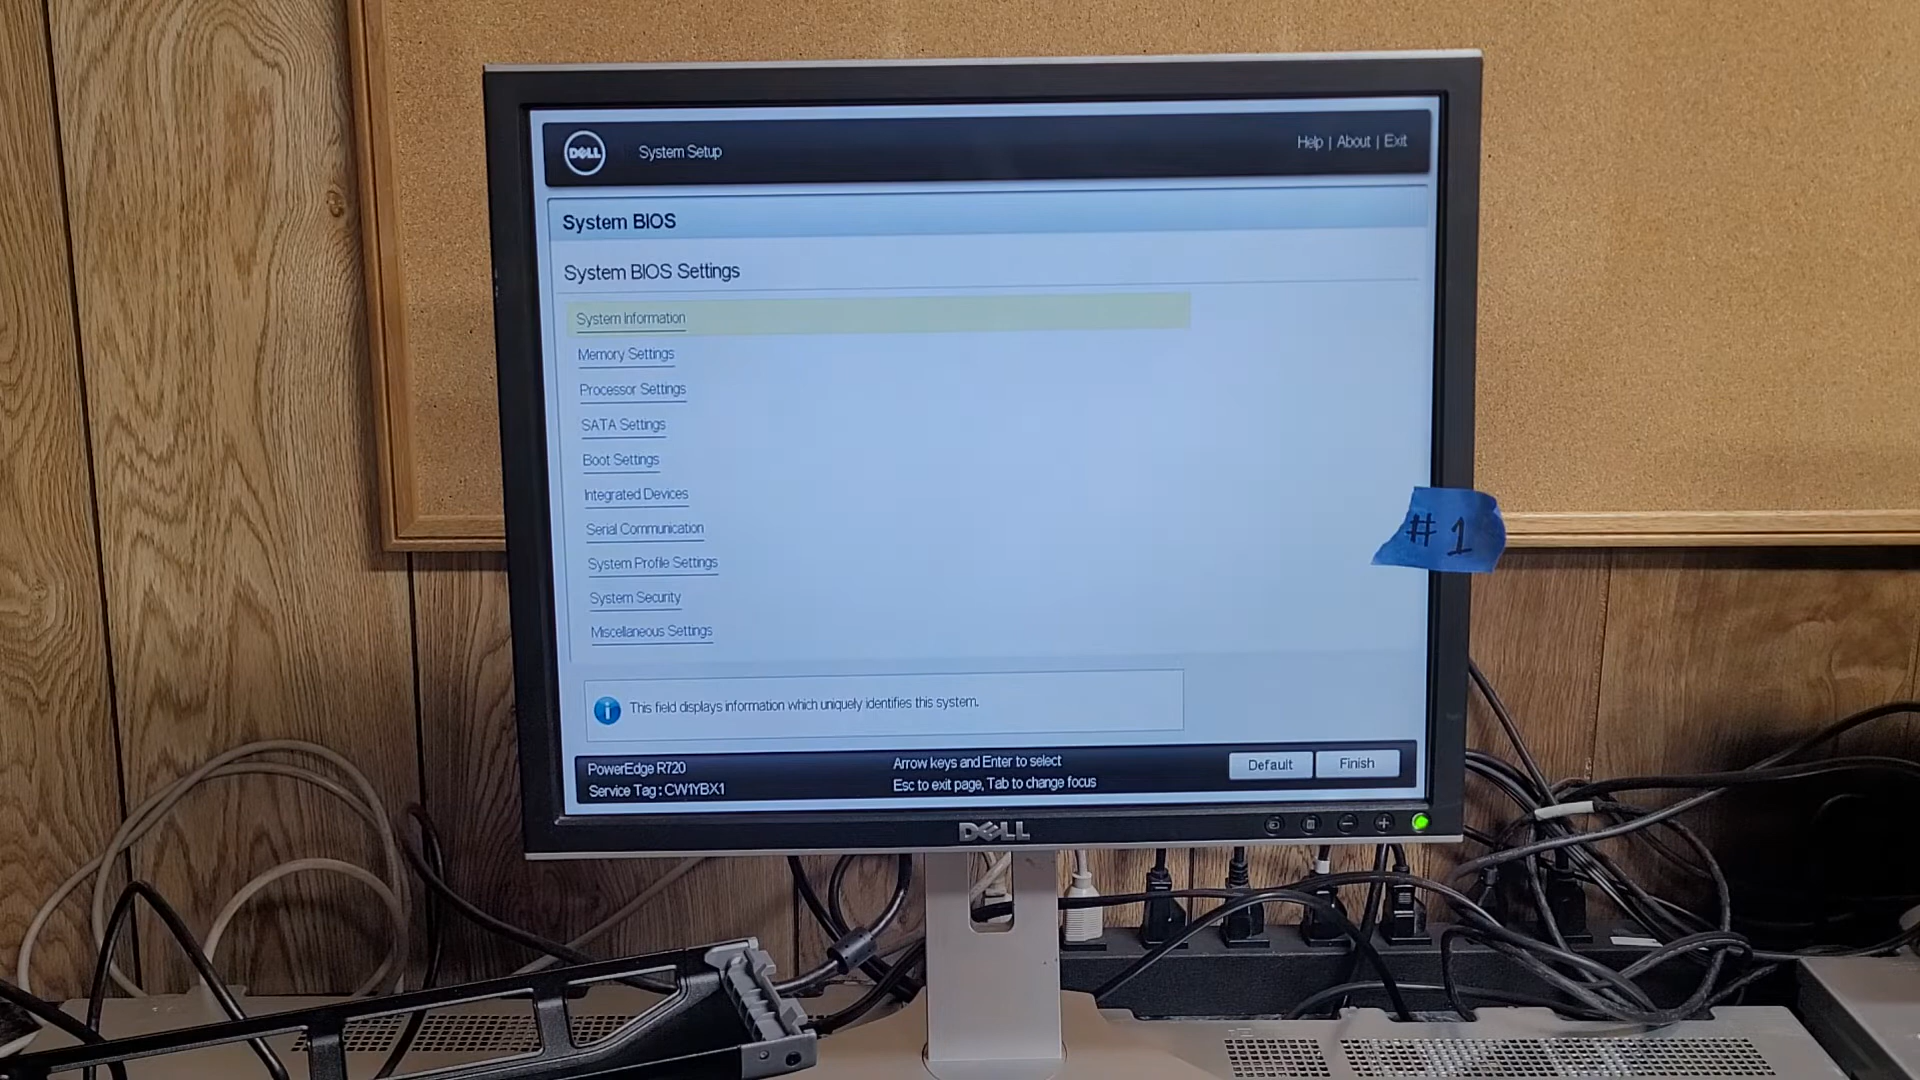 DELL
System Setup
Help | About | Exit
System BIOS
System BIOS Settings
System Information
Memory Settings
Processor Settings
SATA Settings
Boot Settings
Integrated Devices
Serial Communication
System Profile Settings
System Security
Miscellaneous Settings
This field displays information which uniquely identifies this system.
PowerEdge R720
Service Tag : CW1YBX1
Arrow keys and Enter to select
Esc to exit page, Tab to change focus
Default
Finish
DELL
#1